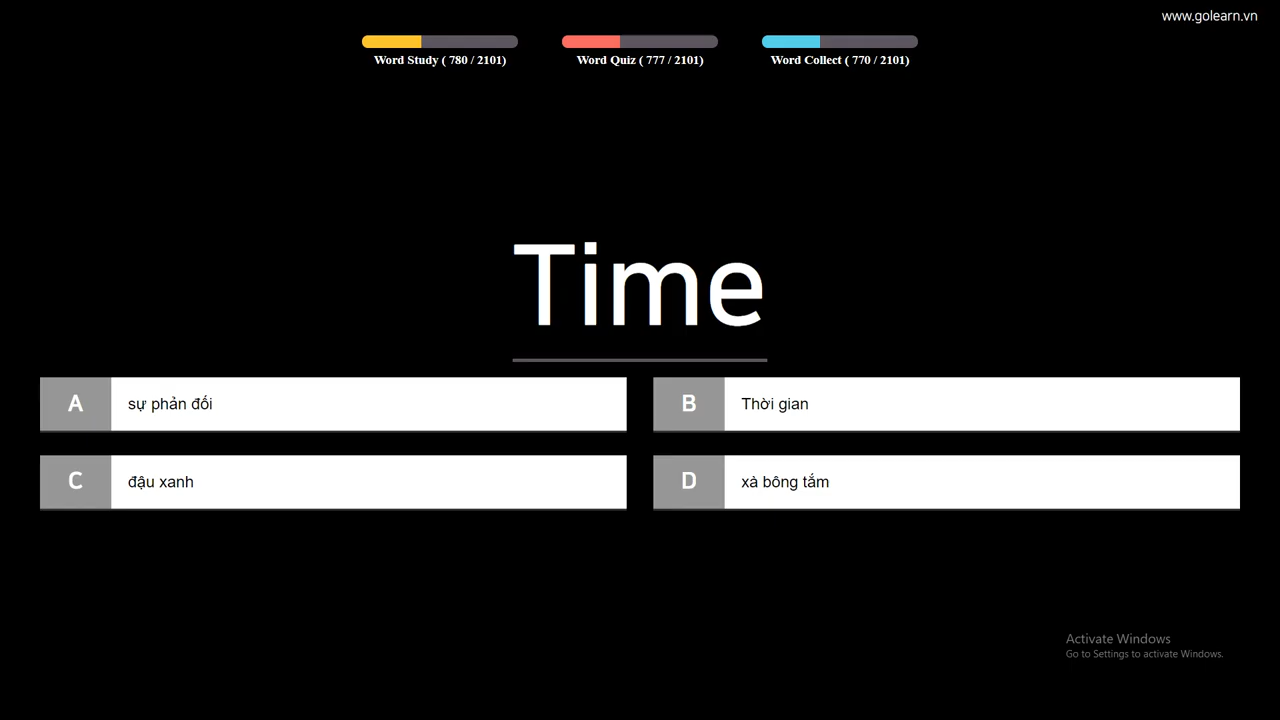 www.golearn.vn
Word Study ( 780 / 2101)
Word Quiz ( 777 / 2101)
Word Collect ( 770 / 2101)
Time
A sự phản đối
B Thời gian
C đậu xanh
D xà bông tắm
Activate Windows
Go to Settings to activate Windows.